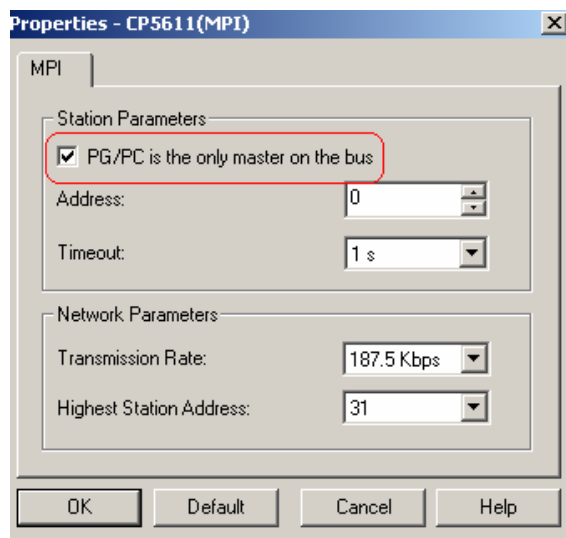 Properties - CP5611(MPI)
MPI
Station Parameters
PG/PC is the only master on the bus
Address: 0
Timeout: 1 s
Network Parameters
Transmission Rate: 187.5 Kbps
Highest Station Address: 31
OK Default Cancel Help